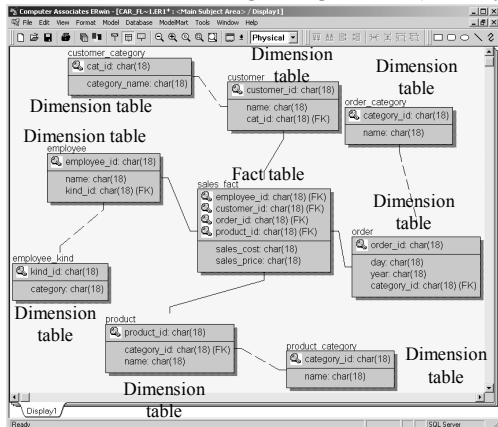 Computer Associates ERwin - [CAR_FL~1.ER1* : <Main Subject Area> / Display1]
File Edit View Format Model Database ModelMart Tools Window Help
Physical
customer_category
cat_id: char(18)
category_name: char(18)
Dimension table
Dimension table
customer
customer_id: char(18)
name: char(18)
cat_id: char(18) (FK)
Dimension
table
order_category
category_id: char(18)
name: char(18)
Dimension table
employee
employee_id: char(18)
name: char(18)
kind_id: char(18) (FK)
Fact table
sales_fact
employee_id: char(18) (FK)
customer_id: char(18) (FK)
order_id: char(18) (FK)
product_id: char(18) (FK)
sales_cost: char(18)
sales_price: char(18)
Dimension
table
order
order_id: char(18)
day: char(18)
year: char(18)
category_id: char(18) (FK)
employee_kind
kind_id: char(18)
category: char(18)
Dimension
table
product
product_id: char(18)
category_id: char(18) (FK)
name: char(18)
Dimension
table
product_category
category_id: char(18)
name: char(18)
Dimension
table
Display1
Ready
SQL Server